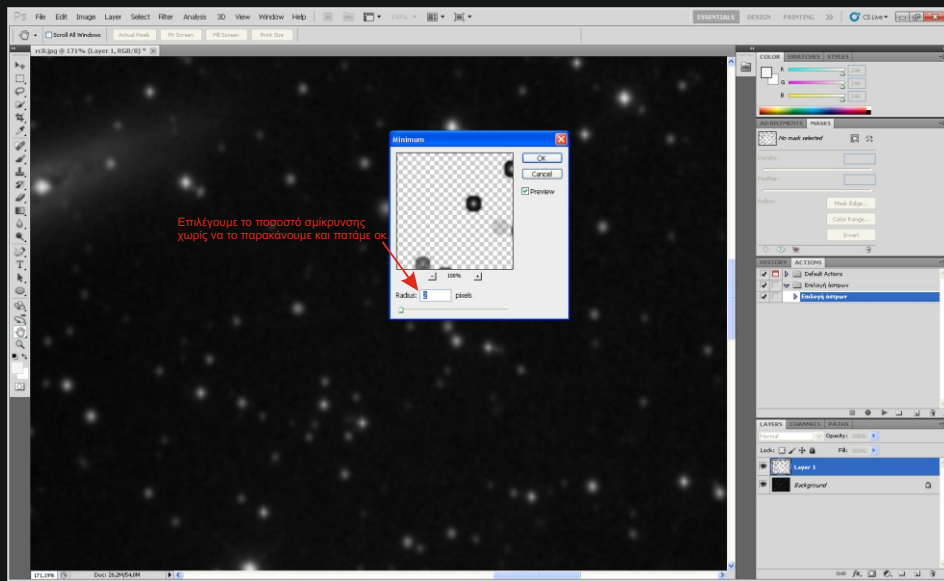 Ps File Edit Image Layer Select Filter Analysis 3D View Window Help 100% ESSENTIALS DESIGN PAINTING CS Live
Scroll All Windows Actual Pixels Fit Screen Fill Screen Print Size
@ 171% (Layer 1, RGB/8) *
COLOR SWATCHES STYLES
R
G
B
ADJUSTMENTS MASKS
No mask selected
Density:
Feather:
Refine: Mask Edge...
Color Range...
Invert
HISTORY ACTIONS
Default Actions
Επιλογή άστρων
Επιλογή άστρων
LAYERS CHANNELS PATHS
Normal Opacity: 100%
Lock: Fill: 100%
Layer 1
Background
Minimum
OK
Cancel
Preview
100%
Radius: 2 pixels
Επιλέγουμε το ποσοστό σμίκρυνσης
χωρίς να το παρακάνουμε και πατάμε οκ.
171,19% Doc: 26,2M/54,0M